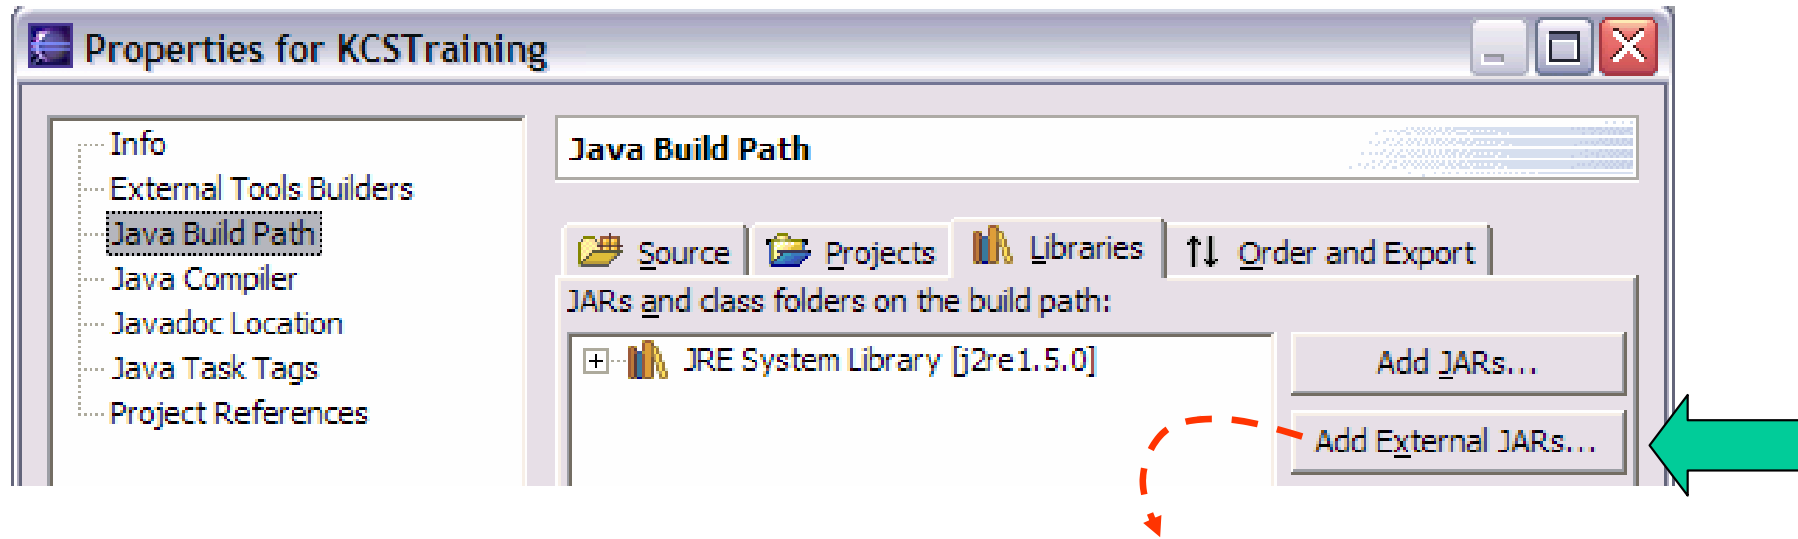 Properties for KCSTraining
Info
External Tools Builders
Java Build Path
Java Compiler
Javadoc Location
Java Task Tags
Project References
Java Build Path
Source
Projects
Libraries
Order and Export
JARs and class folders on the build path:
JRE System Library [j2re1.5.0]
Add JARs...
Add External JARs...